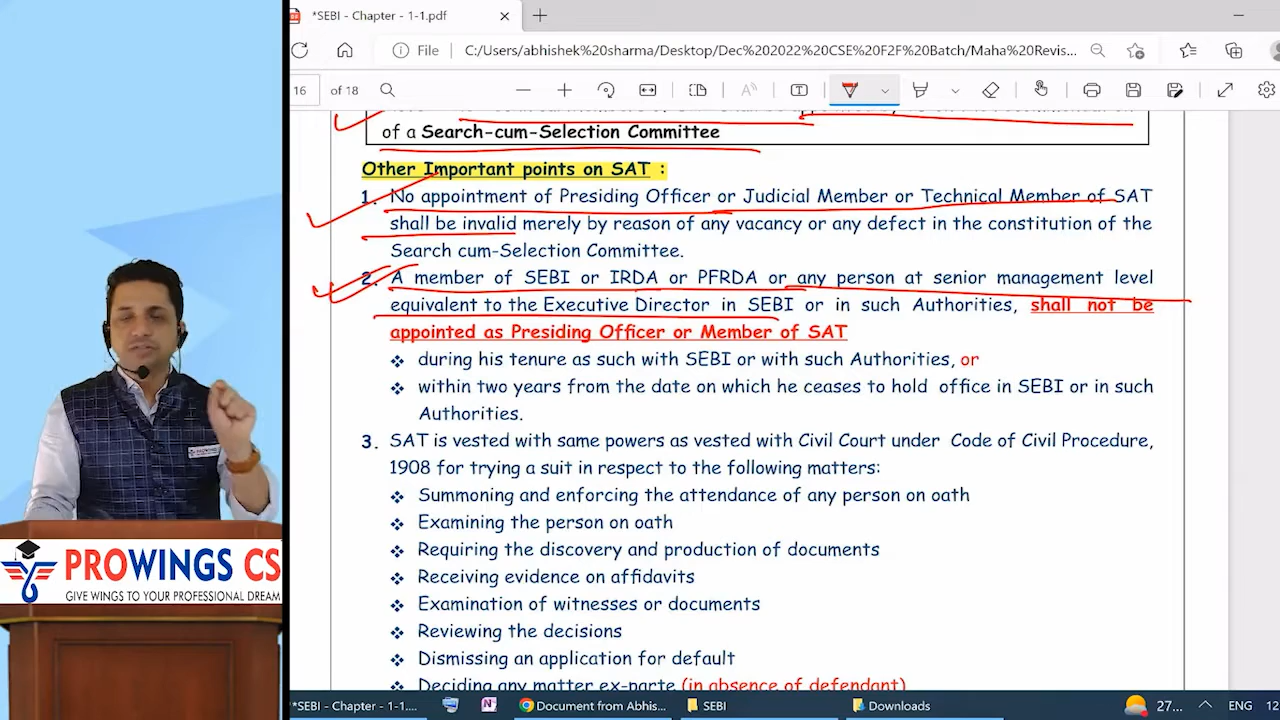 *SEBI - Chapter - 1-1.pdf
File
C:/Users/abhishek%20sharma/Desktop/Dec%202022%20CSE%20F2F%20Batch/Maha%20Revis...
16 of 18
of a Search-cum-Selection Committee
Other Important points on SAT :
1. No appointment of Presiding Officer or Judicial Member or Technical Member of SAT
shall be invalid merely by reason of any vacancy or any defect in the constitution of the
Search cum-Selection Committee.
2. A member of SEBI or IRDA or PFRDA or any person at senior management level
equivalent to the Executive Director in SEBI or in such Authorities, shall not be
appointed as Presiding Officer or Member of SAT
❖ during his tenure as such with SEBI or with such Authorities, or
❖ within two years from the date on which he ceases to hold office in SEBI or in such
Authorities.
3. SAT is vested with same powers as vested with Civil Court under Code of Civil Procedure,
1908 for trying a suit in respect to the following matters:
❖ Summoning and enforcing the attendance of any person on oath
❖ Examining the person on oath
❖ Requiring the discovery and production of documents
❖ Receiving evidence on affidavits
❖ Examination of witnesses or documents
❖ Reviewing the decisions
❖ Dismissing an application for default
❖ Deciding any matter ex-parte (in absence of defendant)
PROWINGS CS
GIVE WINGS TO YOUR PROFESSIONAL DREAM
*SEBI - Chapter - 1-1....
Document from Abhis...
SEBI
Downloads
27...
ENG
12